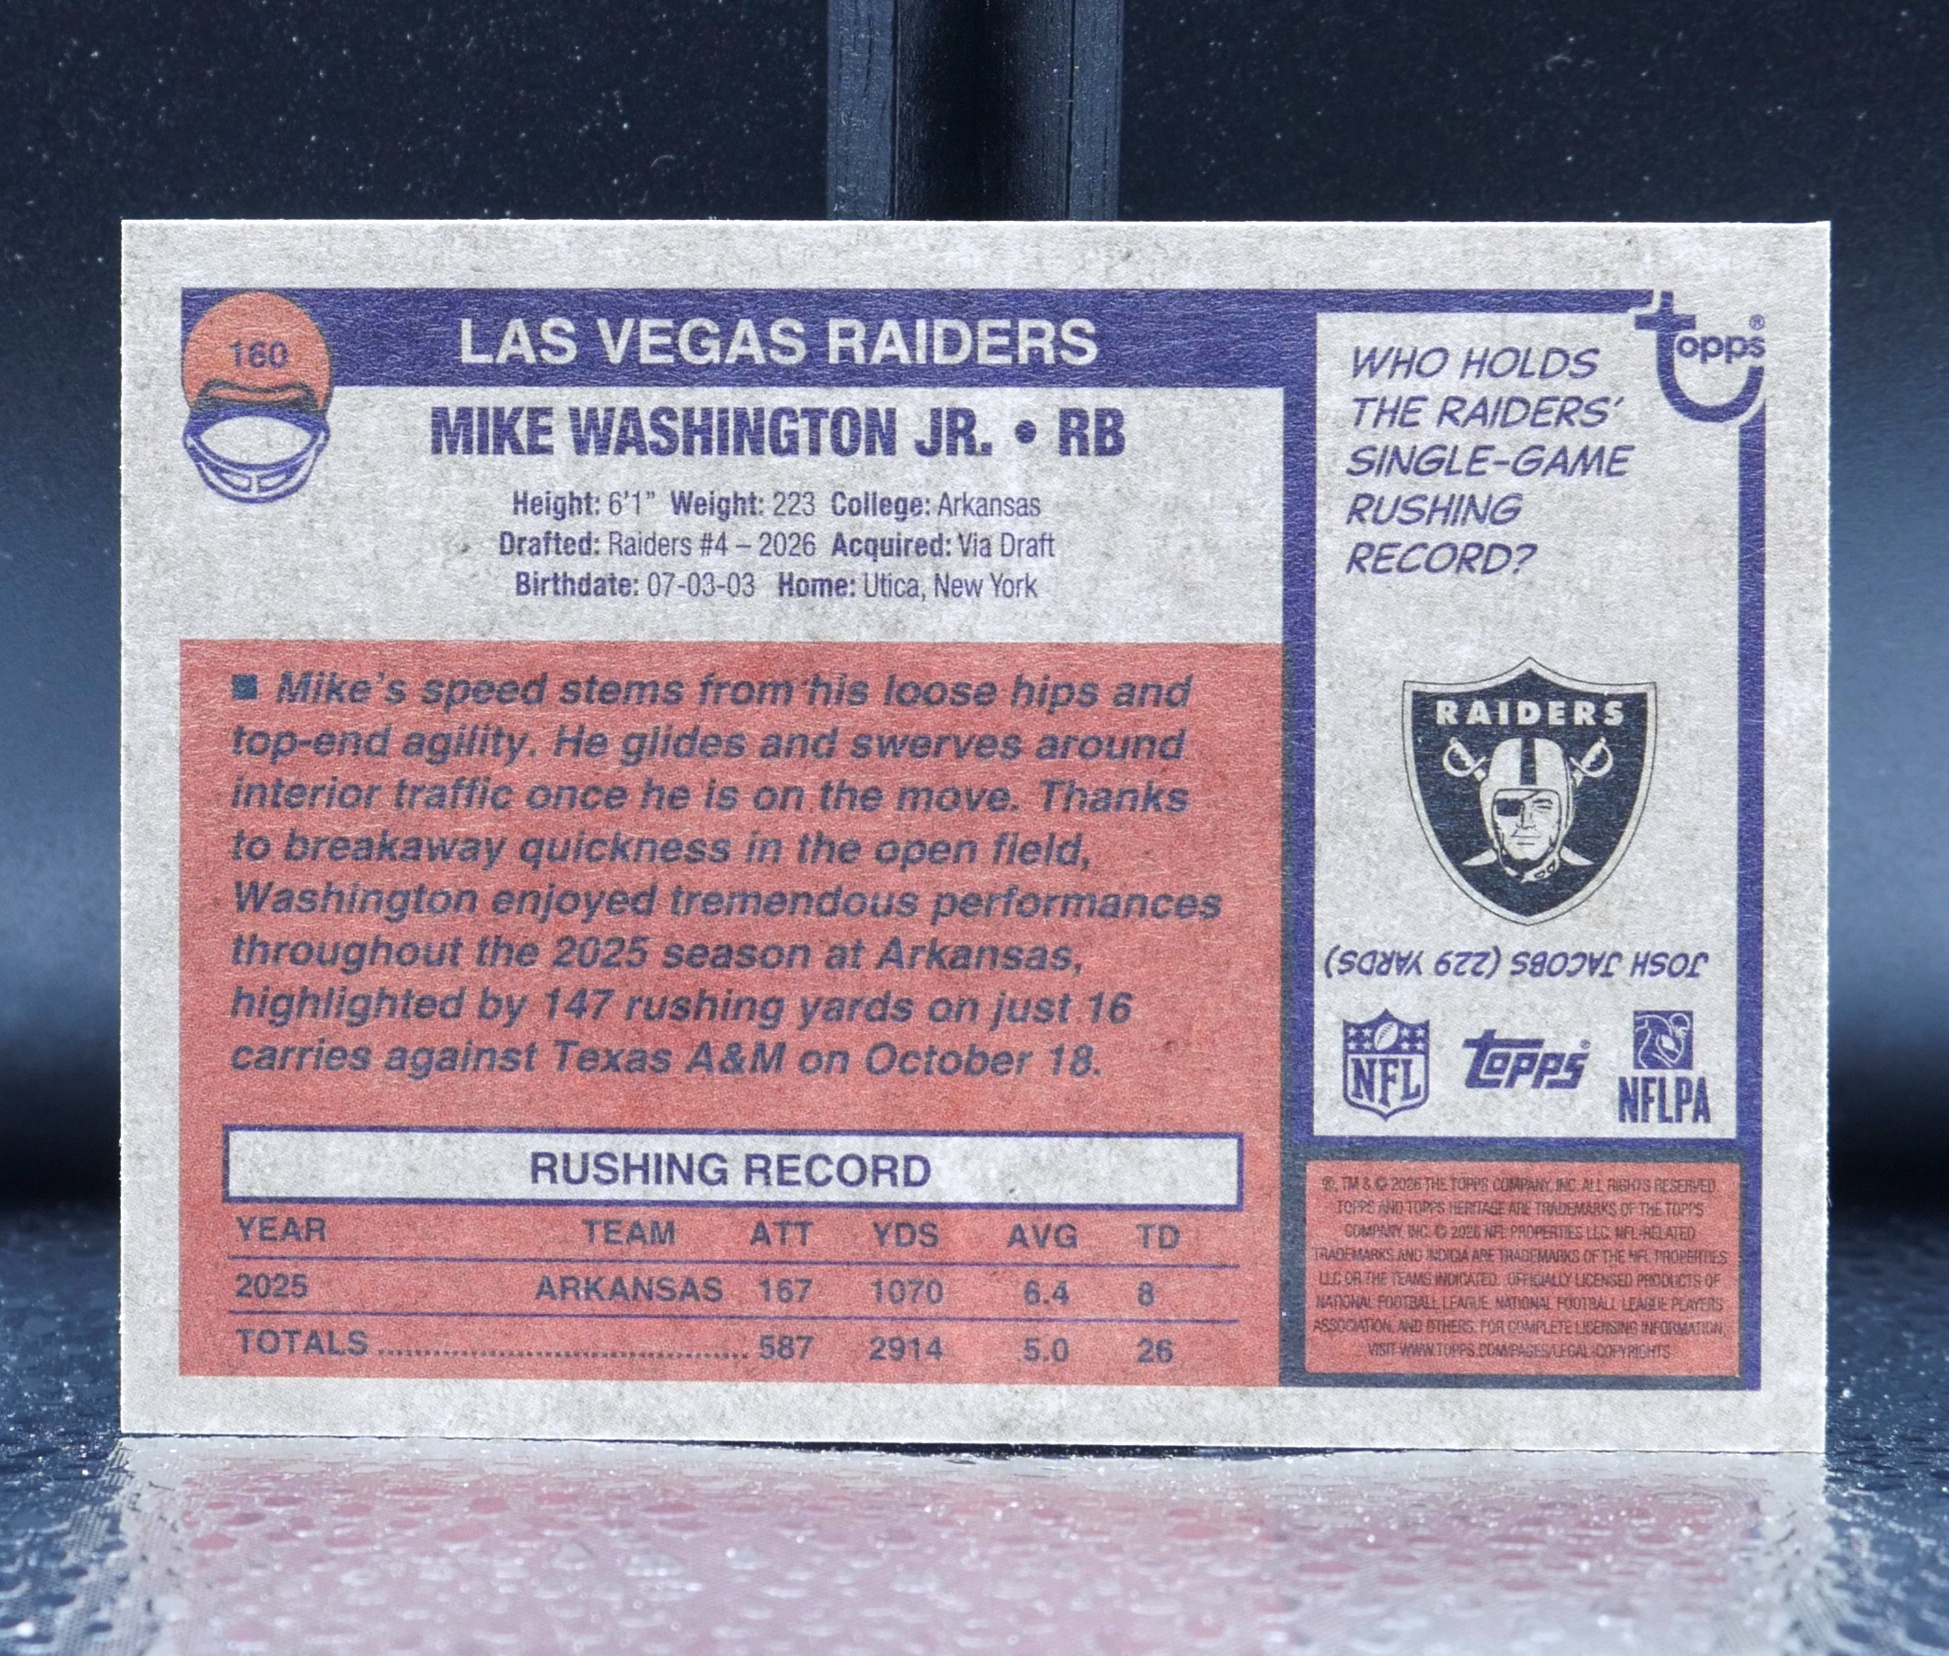 160
LAS VEGAS RAIDERS
MIKE WASHINGTON JR. • RB
Height: 6'1” Weight: 223 College: Arkansas
Drafted: Raiders #4 – 2026 Acquired: Via Draft
Birthdate: 07-03-03 Home: Utica, New York
■ Mike's speed stems from his loose hips and
top-end agility. He glides and swerves around
interior traffic once he is on the move. Thanks
to breakaway quickness in the open field,
Washington enjoyed tremendous performances
throughout the 2025 season at Arkansas,
highlighted by 147 rushing yards on just 16
carries against Texas A&M on October 18.
RUSHING RECORD
YEAR TEAM ATT YDS AVG TD
2025 ARKANSAS 167 1070 6.4 8
TOTALS 587 2914 5.0 26
topps®
WHO HOLDS
THE RAIDERS'
SINGLE-GAME
RUSHING
RECORD?
RAIDERS
JOSH JACOBS (229 YARDS)
NFL topps® NFLPA
®, TM & © 2026 THE TOPPS COMPANY, INC. ALL RIGHTS RESERVED.
TOPPS AND TOPPS HERITAGE ARE TRADEMARKS OF THE TOPPS
COMPANY, INC. © 2026 NFL PROPERTIES LLC. NFL-RELATED
TRADEMARKS AND INDICIA ARE TRADEMARKS OF THE NFL PROPERTIES
LLC OR THE TEAMS INDICATED. OFFICIALLY LICENSED PRODUCTS OF
NATIONAL FOOTBALL LEAGUE, NATIONAL FOOTBALL LEAGUE PLAYERS
ASSOCIATION, AND OTHERS. FOR COMPLETE LICENSING INFORMATION,
VISIT WWW.TOPPS.COM/PAGES/LEGAL-COPYRIGHTS